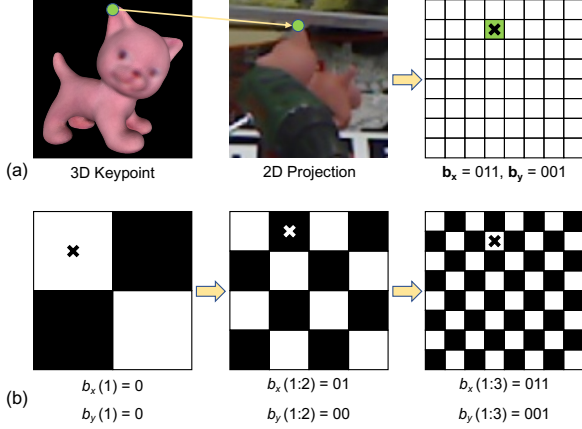 (a)
3D Keypoint
2D Projection
b_x = 011, b_y = 001
(b)
b_x (1) = 0
b_x (1:2) = 01
b_x (1:3) = 011
b_y (1) = 0
b_y (1:2) = 00
b_y (1:3) = 001